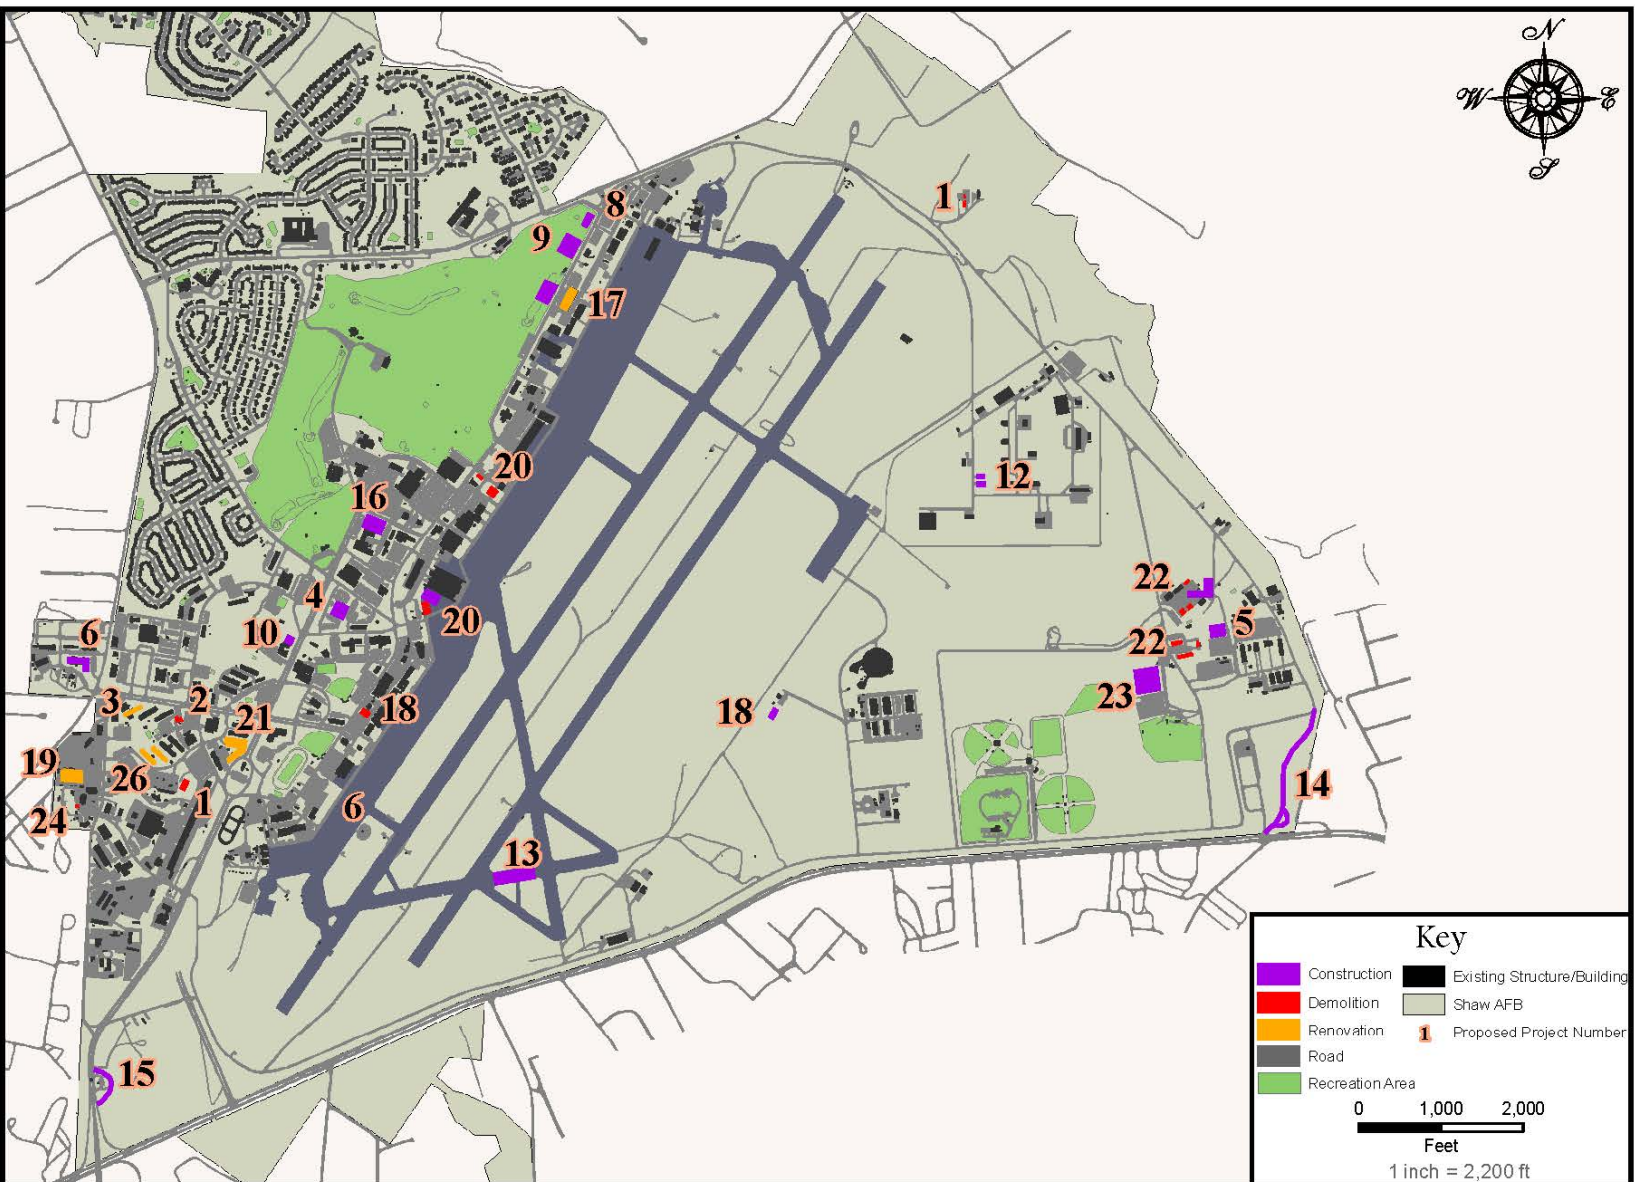 N
W
E
S
1
8
9
17
20
16
12
4
20
22
10
5
6
22
3
2
23
18
18
21
19
26
14
1
6
24
13
15
Key
Construction
Existing Structure/Building
Demolition
Shaw AFB
Renovation
1
Proposed Project Number
Road
Recreation Area
0 1,000 2,000
Feet
1 inch = 2,200 ft